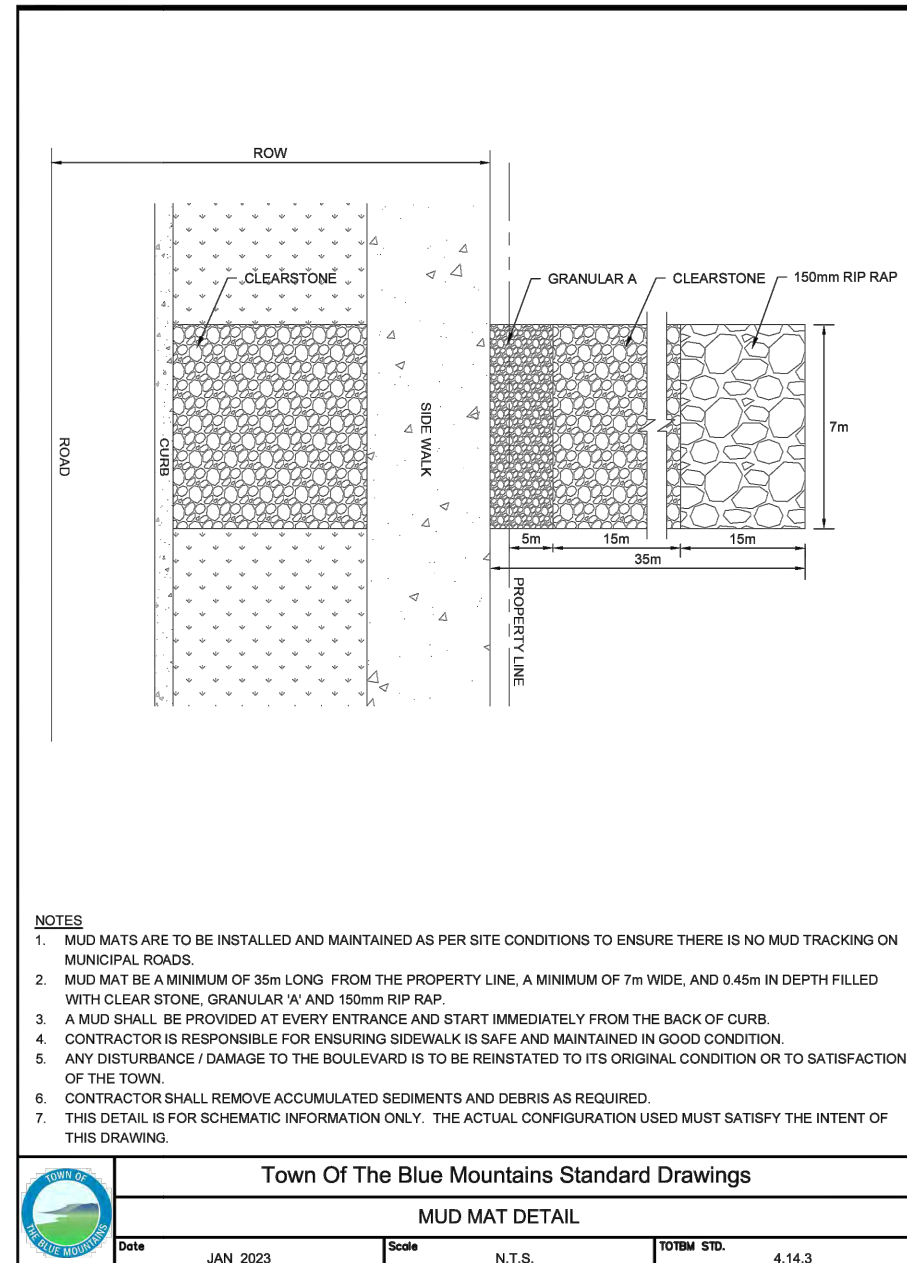 ROW
CLEARSTONE
GRANULAR A
CLEARSTONE
150mm RIP RAP
ROAD
CURB
SIDE WALK
7m
5m
15m
15m
35m
PROPERTY LINE
NOTES
1. MUD MATS ARE TO BE INSTALLED AND MAINTAINED AS PER SITE CONDITIONS TO ENSURE THERE IS NO MUD TRACKING ON
MUNICIPAL ROADS.
2. MUD MAT BE A MINIMUM OF 35m LONG FROM THE PROPERTY LINE, A MINIMUM OF 7m WIDE, AND 0.45m IN DEPTH FILLED
WITH CLEAR STONE, GRANULAR 'A' AND 150mm RIP RAP.
3. A MUD SHALL BE PROVIDED AT EVERY ENTRANCE AND START IMMEDIATELY FROM THE BACK OF CURB.
4. CONTRACTOR IS RESPONSIBLE FOR ENSURING SIDEWALK IS SAFE AND MAINTAINED IN GOOD CONDITION.
5. ANY DISTURBANCE / DAMAGE TO THE BOULEVARD IS TO BE REINSTATED TO ITS ORIGINAL CONDITION OR TO SATISFACTION
OF THE TOWN.
6. CONTRACTOR SHALL REMOVE ACCUMULATED SEDIMENTS AND DEBRIS AS REQUIRED.
7. THIS DETAIL IS FOR SCHEMATIC INFORMATION ONLY. THE ACTUAL CONFIGURATION USED MUST SATISFY THE INTENT OF
THIS DRAWING.
TOWN OF
THE BLUE MOUNTAINS
Town Of The Blue Mountains Standard Drawings
MUD MAT DETAIL
Date
JAN 2023
Scale
N.T.S.
TOTBM STD.
4.14.3